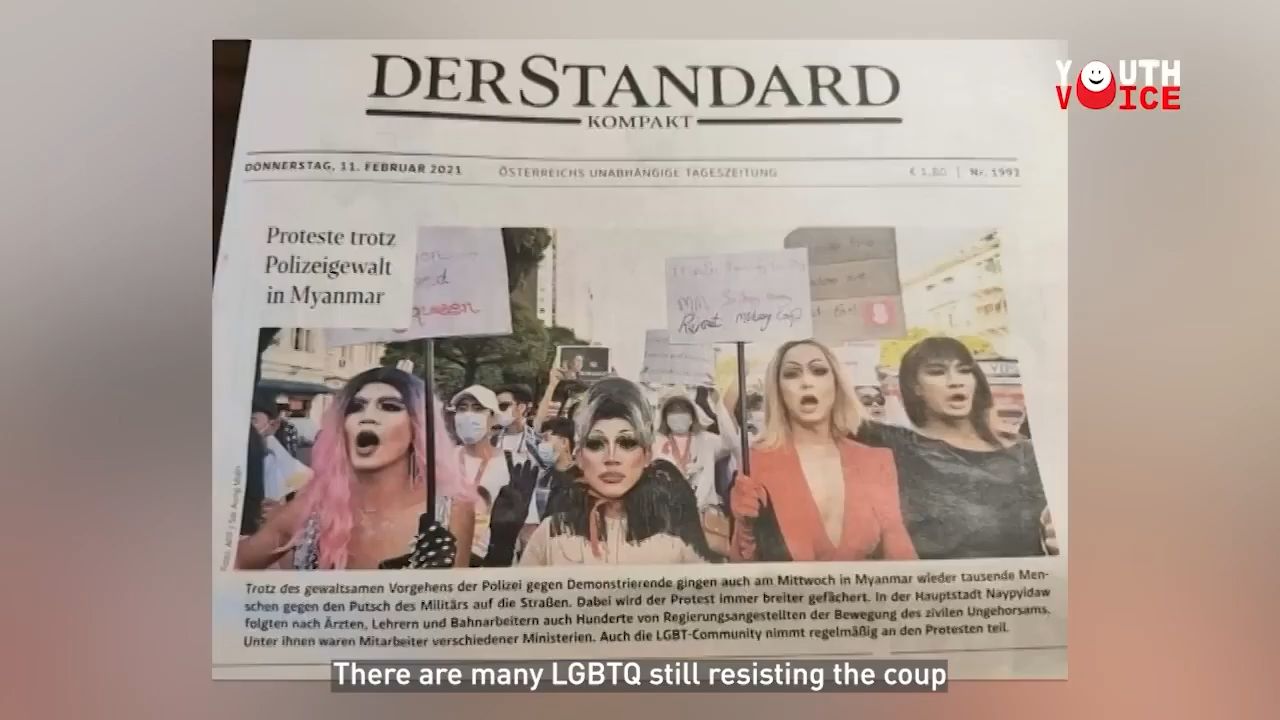 YOUTH
VOICE
DER STANDARD
KOMPAKT
DONNERSTAG, 11. FEBRUAR 2021 ÖSTERREICHS UNABHÄNGIGE TAGESZEITUNG € 1,80 | Nr. 1992
Proteste trotz
Polizeigewalt
in Myanmar
queen
Trotz des gewaltsamen Vorgehens der Polizei gegen Demonstrierende gingen auch am Mittwoch in Myanmar wieder tausende Men-
schen gegen den Putsch des Militärs auf die Straßen. Dabei wird der Protest immer breiter gefächert. In der Hauptstadt Naypyidaw
folgten nach Ärzten, Lehrern und Bahnarbeitern auch Hunderte von Regierungsangestellten der Bewegung des zivilen Ungehorsams.
Unter ihnen waren Mitarbeiter verschiedener Ministerien. Auch die LGBT-Community nimmt regelmäßig an den Protesten teil.
There are many LGBTQ still resisting the coup